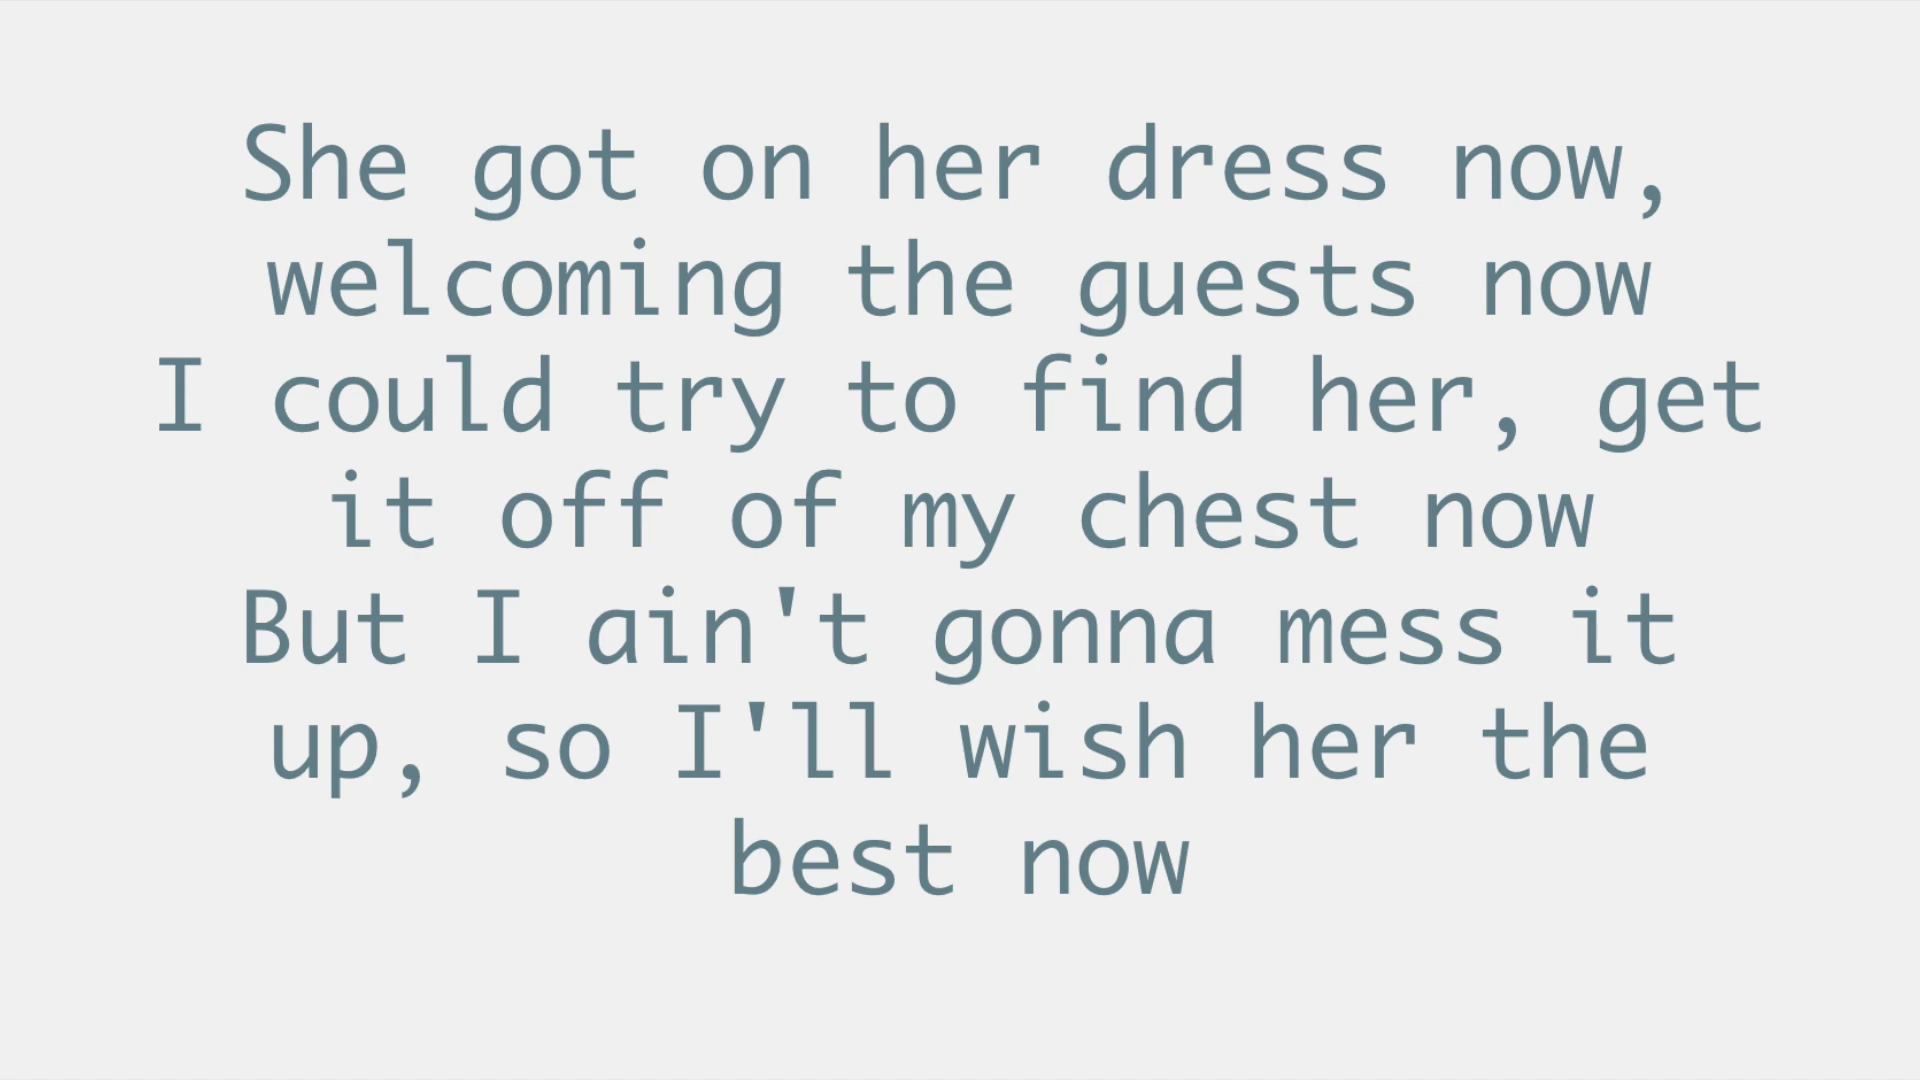 She got on her dress now,
welcoming the guests now
I could try to find her, get
it off of my chest now
But I ain't gonna mess it
up, so I'll wish her the
best now